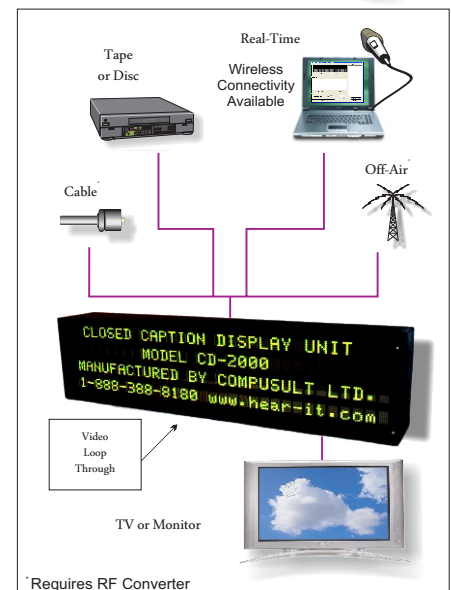 Real-Time
Tape
or Disc
Wireless
Connectivity
Available
Cable*
Off-Air*
CLOSED CAPTION DISPLAY UNIT
MODEL CD-2000
MANUFACTURED BY COMPUSULT LTD.
1-888-388-8180 www.hear-it.com
Video
Loop
Through
TV or Monitor
*Requires RF Converter